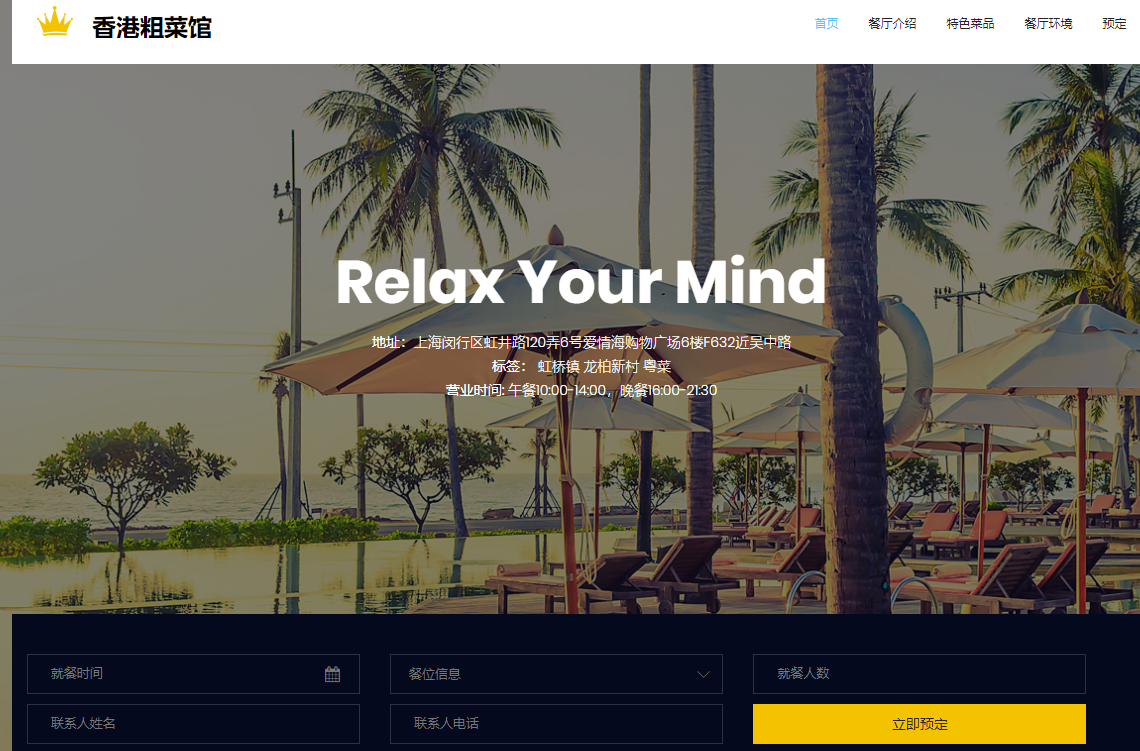 香港粗菜馆
首页 餐厅介绍 特色菜品 餐厅环境 预定
Relax Your Mind
地址：上海闵行区虹井路120弄6号爱情海购物广场6楼F632近吴中路
标签： 虹桥镇 龙柏新村 粤菜
营业时间: 午餐10:00-14:00，晚餐16:00-21:30
就餐时间 餐位信息 就餐人数
联系人姓名 联系人电话 立即预定